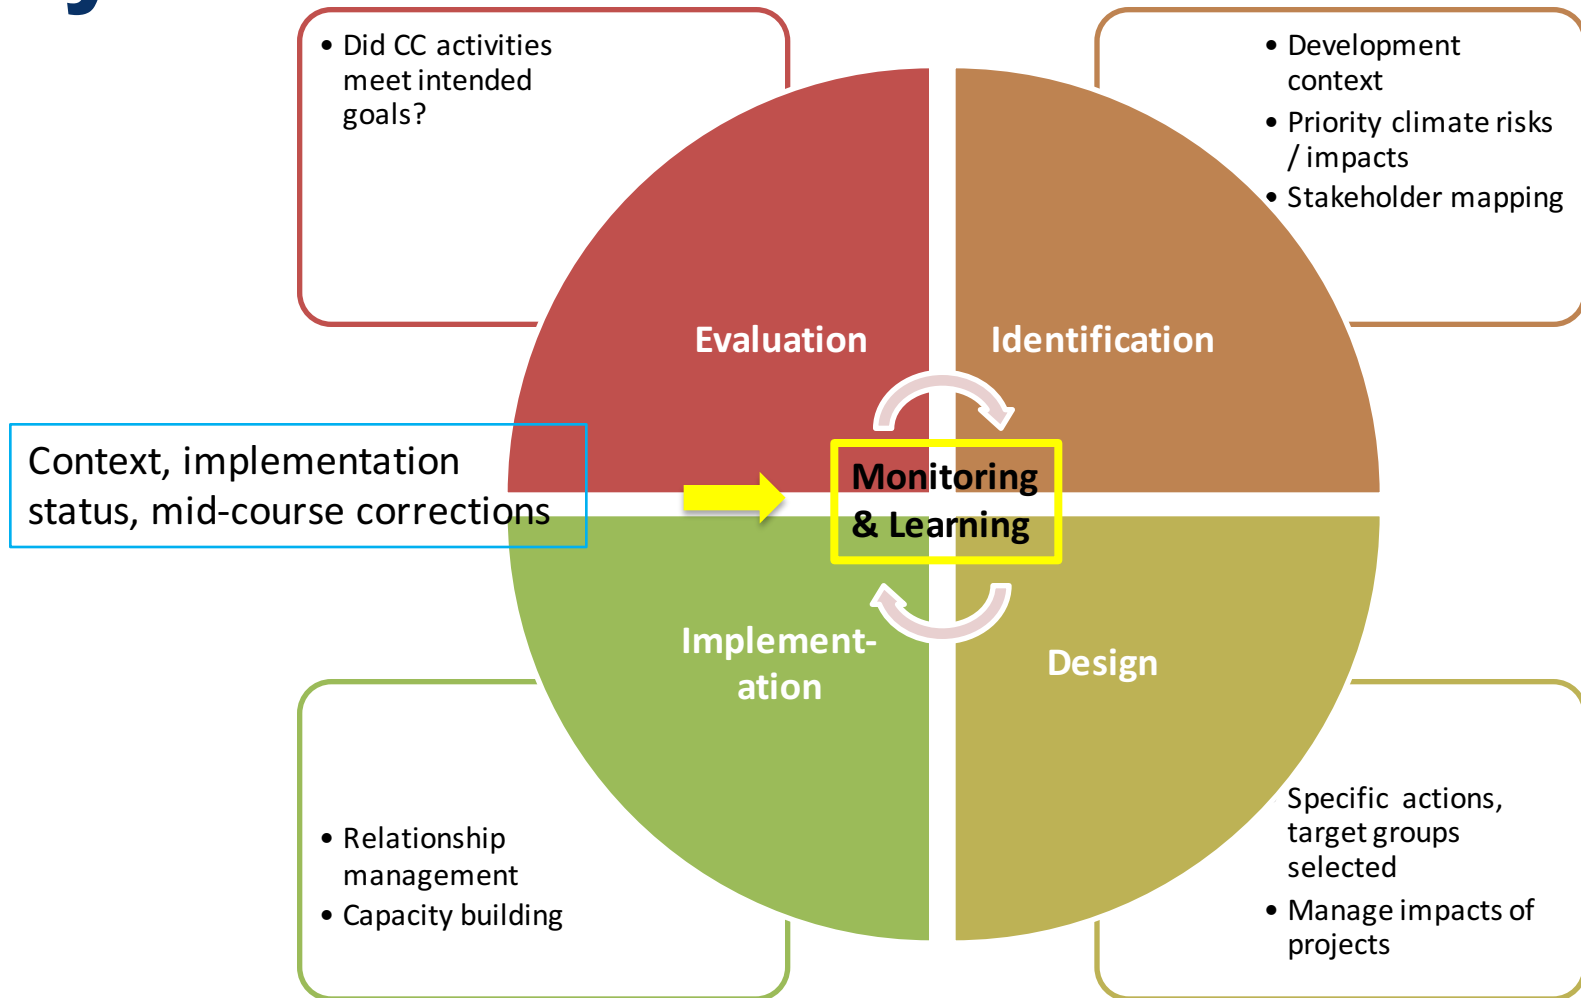 • Did CC activities
meet intended
goals?
• Development
context
• Priority climate risks
/ impacts
• Stakeholder mapping
Evaluation
Identification
Context, implementation
status, mid-course corrections
Monitoring
& Learning
Implement-
ation
Design
• Relationship
management
• Capacity building
Specific actions,
target groups
selected
• Manage impacts of
projects